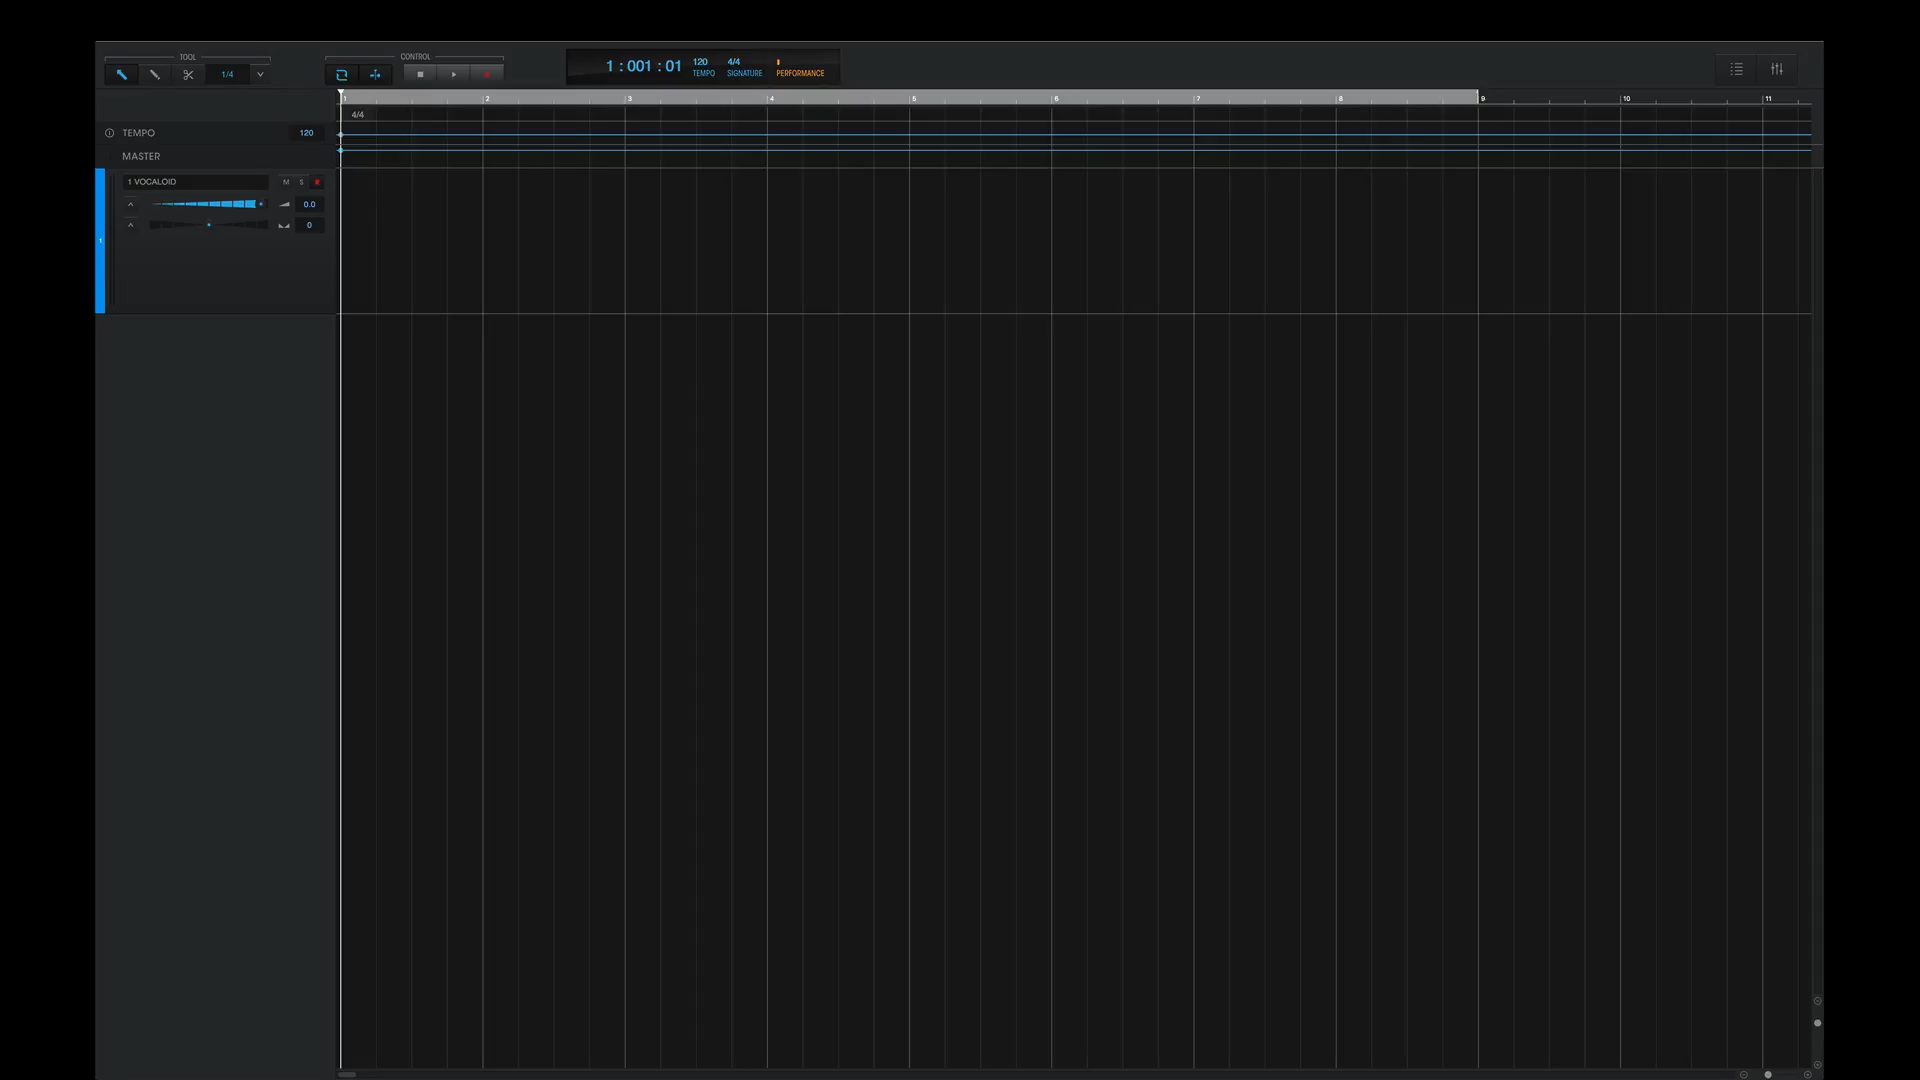 TOOL
1/4
CONTROL
1 : 001 : 01
120
TEMPO
4/4
SIGNATURE
PERFORMANCE
1 2 3 4 5 6 7 8 9 10 11
4/4
TEMPO 120
MASTER
1 VOCALOID M S
0.0
1
0